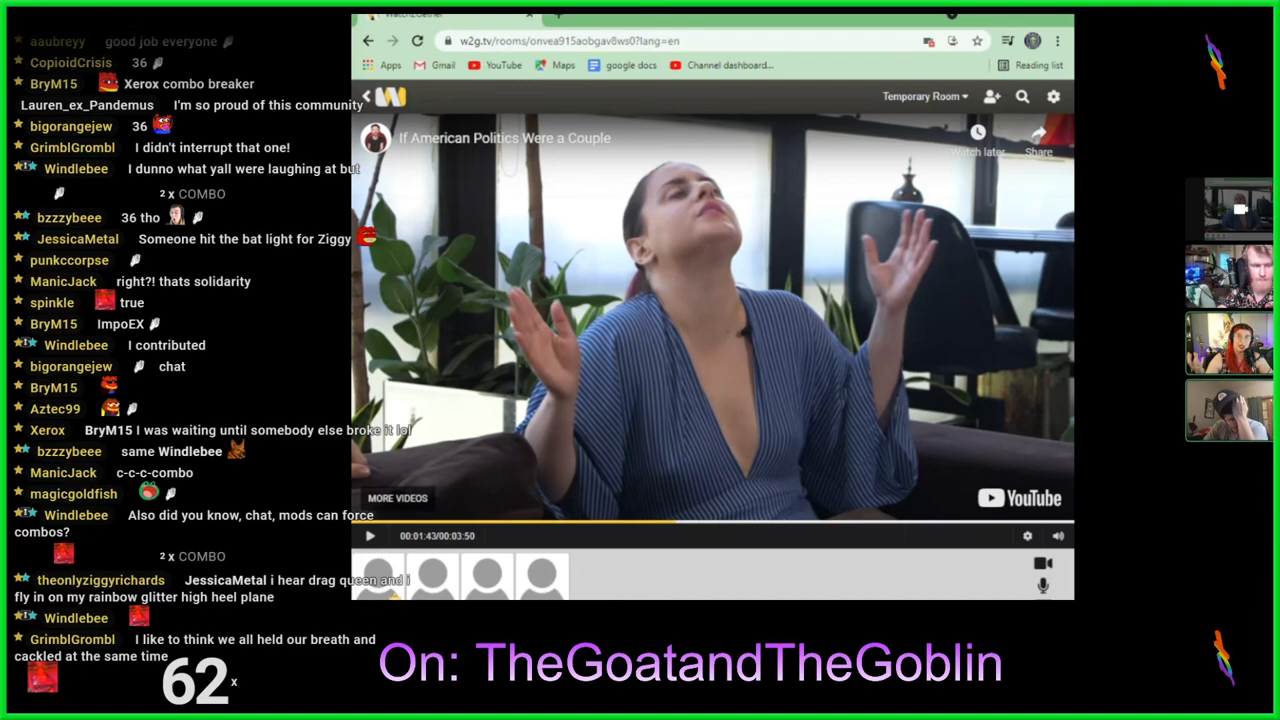 aaubreyy good job everyone
CopioidCrisis 36
BryM15 Xerox combo breaker
Lauren_ex_Pandemus I'm so proud of this community
bigorangejew 36
GrimblGrombl I didn't interrupt that one!
Windlebee I dunno what yall were laughing at but
2 x COMBO
bzzzybeee 36 tho
JessicaMetal Someone hit the bat light for Ziggy
punkccorpse
ManicJack right?! thats solidarity
spinkle true
BryM15 ImpoEX
Windlebee I contributed
bigorangejew chat
BryM15
Aztec99
Xerox BryM15 I was waiting until somebody else broke it lol
bzzzybeee same Windlebee
ManicJack c-c-c-combo
magicgoldfish
Windlebee Also did you know, chat, mods can force
combos?
2 x COMBO
theonlyziggyrichards JessicaMetal i hear drag queen and i
fly in on my rainbow glitter high heel plane
Windlebee
GrimblGrombl I like to think we all held our breath and
cackled at the same time
62 x
w2g.tv/rooms/onvea915aobgav8ws0?lang=en
Apps Gmail YouTube Maps google docs Channel dashboard... Reading list
Temporary Room
If American Politics Were a Couple
Watch later Share
MORE VIDEOS
YouTube
00:01:43/00:03:50
On: TheGoatandTheGoblin